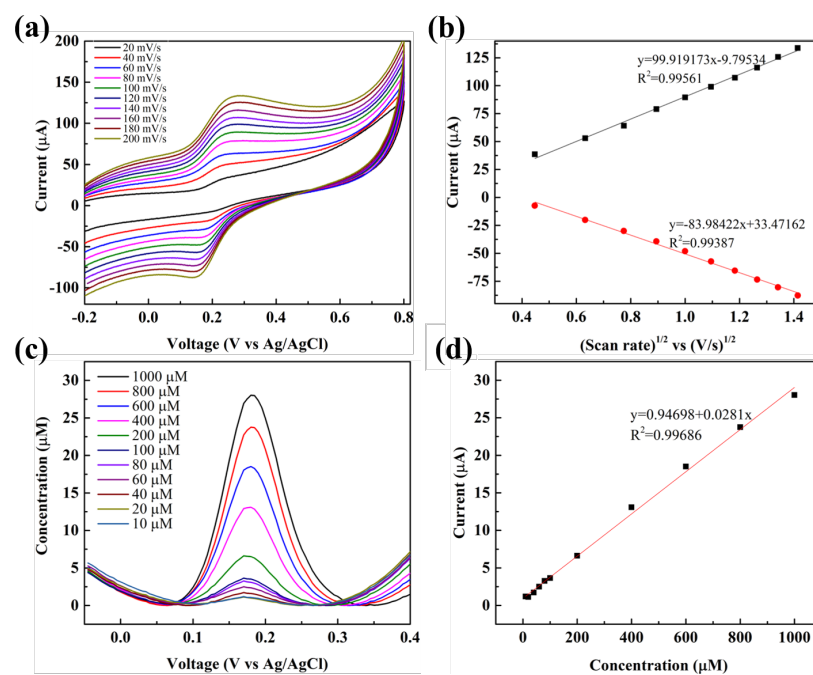 (a)
200
150
100
50
0
-50
-100
Current (μA)
20 mV/s
40 mV/s
60 mV/s
80 mV/s
100 mV/s
120 mV/s
140 mV/s
160 mV/s
180 mV/s
200 mV/s
-0.2 0.0 0.2 0.4 0.6 0.8
Voltage (V vs Ag/AgCl)
(b)
125
100
75
50
25
0
-25
-50
-75
Current (μA)
y=99.919173x-9.79534
R²=0.99561
y=-83.98422x+33.47162
R²=0.99387
0.4 0.6 0.8 1.0 1.2 1.4
(Scan rate)¹/² vs (V/s)¹/²
(c)
30
25
20
15
10
5
0
Concentration (μM)
1000 μM
800 μM
600 μM
400 μM
200 μM
100 μM
80 μM
60 μM
40 μM
20 μM
10 μM
0.0 0.1 0.2 0.3 0.4
Voltage (V vs Ag/AgCl)
(d)
30
25
20
15
10
5
0
Current (μA)
y=0.94698+0.0281x
R²=0.99686
0 200 400 600 800 1000
Concentration (μM)